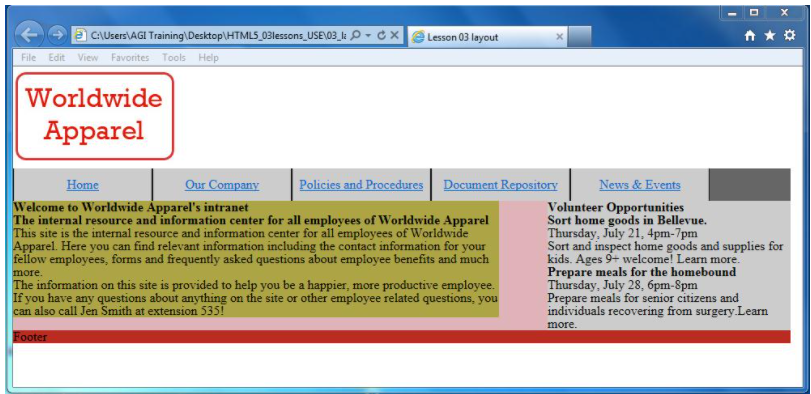 C:\Users\AGI Training\Desktop\HTML5_03lessons_USE\03_l
Lesson 03 layout
File Edit View Favorites Tools Help
Worldwide
Apparel
Home Our Company Policies and Procedures Document Repository News & Events
Welcome to Worldwide Apparel's intranet
The internal resource and information center for all employees of Worldwide Apparel
This site is the internal resource and information center for all employees of Worldwide
Apparel. Here you can find relevant information including the contact information for your
fellow employees, forms and frequently asked questions about employee benefits and much
more.
The information on this site is provided to help you be a happier, more productive employee.
If you have any questions about anything on the site or other employee related questions, you
can also call Jen Smith at extension 535!
Volunteer Opportunities
Sort home goods in Bellevue.
Thursday, July 21, 4pm-7pm
Sort and inspect home goods and supplies for
kids. Ages 9+ welcome! Learn more.
Prepare meals for the homebound
Thursday, July 28, 6pm-8pm
Prepare meals for senior citizens and
individuals recovering from surgery.Learn
more.
Footer